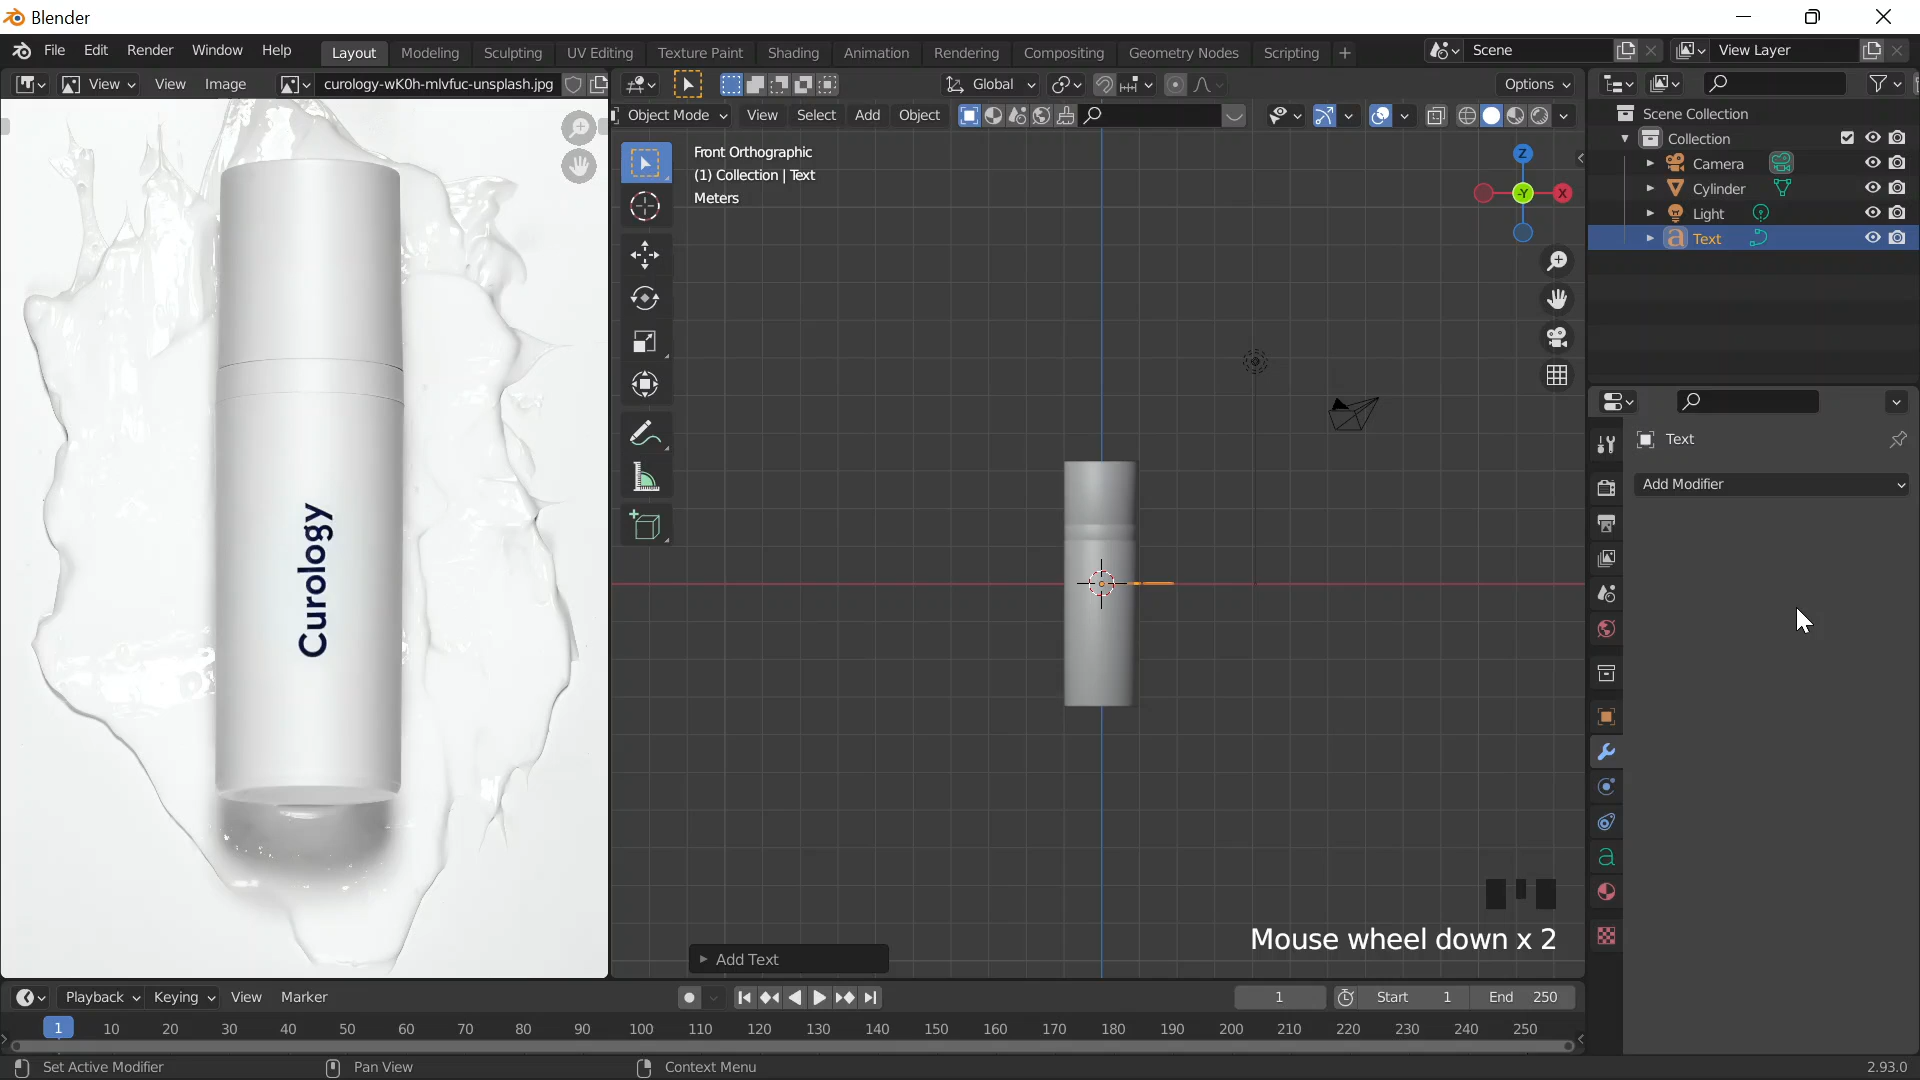 Blender
File Edit Render Window Help Layout Modeling Sculpting UV Editing Texture Paint Shading Animation Rendering Compositing Geometry Nodes Scripting + Scene View Layer
View View Image curology-wK0h-mlvfuc-unsplash.jpg Global Options
Object Mode View Select Add Object
Scene Collection
Collection
Camera
Cylinder
Light
Text
Front Orthographic
(1) Collection | Text
Meters
Z
-Y
X
Text
Add Modifier
Curology
Mouse wheel down x 2
Add Text
Playback Keying View Marker 1 Start 1 End 250
1 10 20 30 40 50 60 70 80 90 100 110 120 130 140 150 160 170 180 190 200 210 220 230 240 250
Set Active Modifier Pan View Context Menu 2.93.0